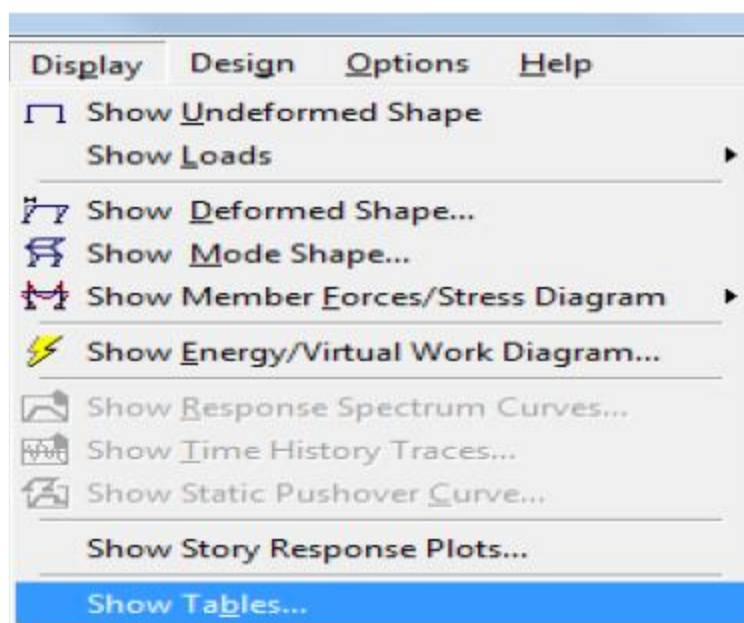 Display Design Options Help
Show Undeformed Shape
Show Loads
Show Deformed Shape...
Show Mode Shape...
Show Member Forces/Stress Diagram
Show Energy/Virtual Work Diagram...
Show Response Spectrum Curves...
Show Time History Traces...
Show Static Pushover Curve...
Show Story Response Plots...
Show Tables...